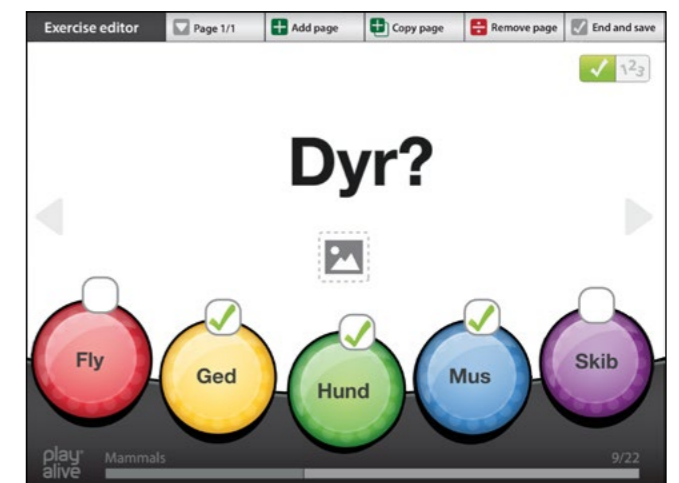 Exercise editor Page 1/1 Add page Copy page Remove page End and save
123
Dyr?
Fly Ged Hund Mus Skib
play alive Mammals 9/22